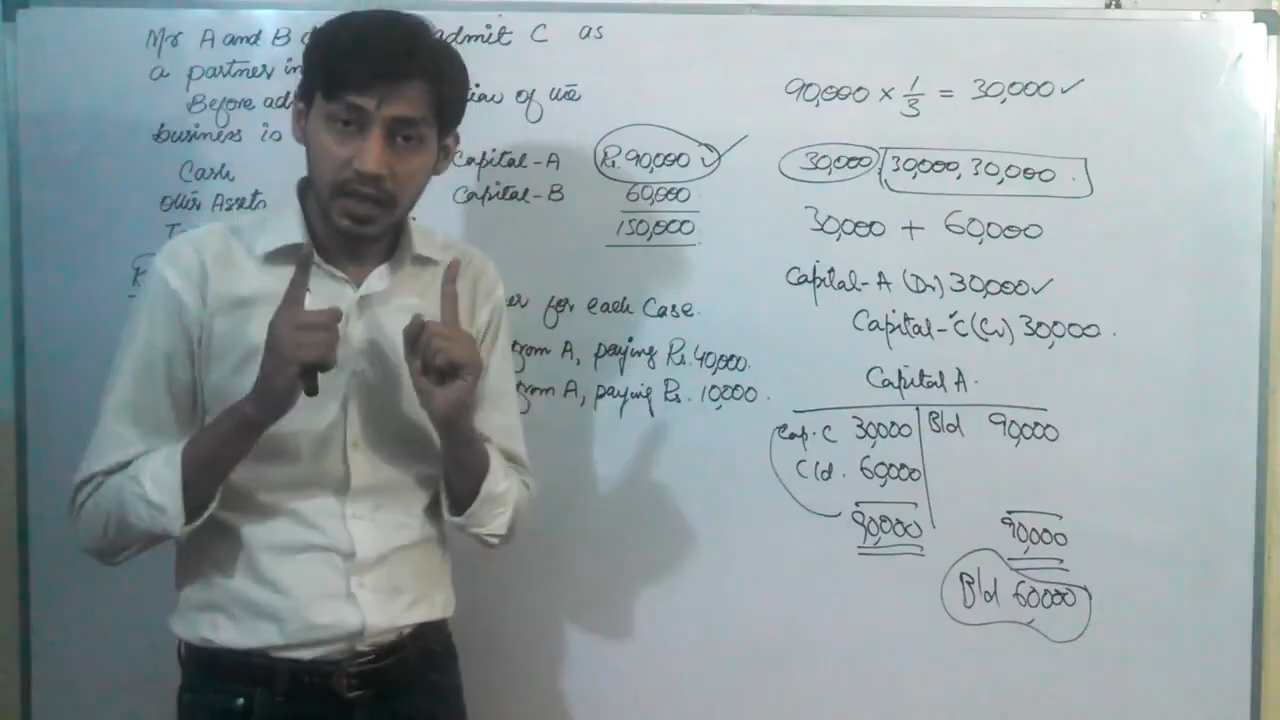 Mr A and B admit C as
a partner in
Before ad of the
business is
Cash Capital-A Rs.90,000
Other Assets Capital-B 60,000
150,000
for each Case.
from A, paying Rs.40,000.
from A, paying Rs. 10,000.
90,000 × 1/3 = 30,000 ✓
30,000, 30,000, 30,000.
30,000 + 60,000
Capital-A (Dr) 30,000 ✓
Capital-"C" (Cr) 30,000.
Capital A.
Cap. C 30,000 B/d 90,000
C/d. 60,000
90,000 90,000
B/d 60,000